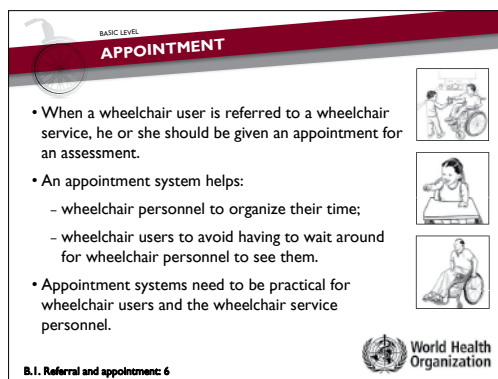 BASIC LEVEL
APPOINTMENT
• When a wheelchair user is referred to a wheelchair
service, he or she should be given an appointment for
an assessment.
• An appointment system helps:
– wheelchair personnel to organize their time;
– wheelchair users to avoid having to wait around
for wheelchair personnel to see them.
• Appointment systems need to be practical for
wheelchair users and the wheelchair service
personnel.
World Health
Organization
B.1. Referral and appointment: 6